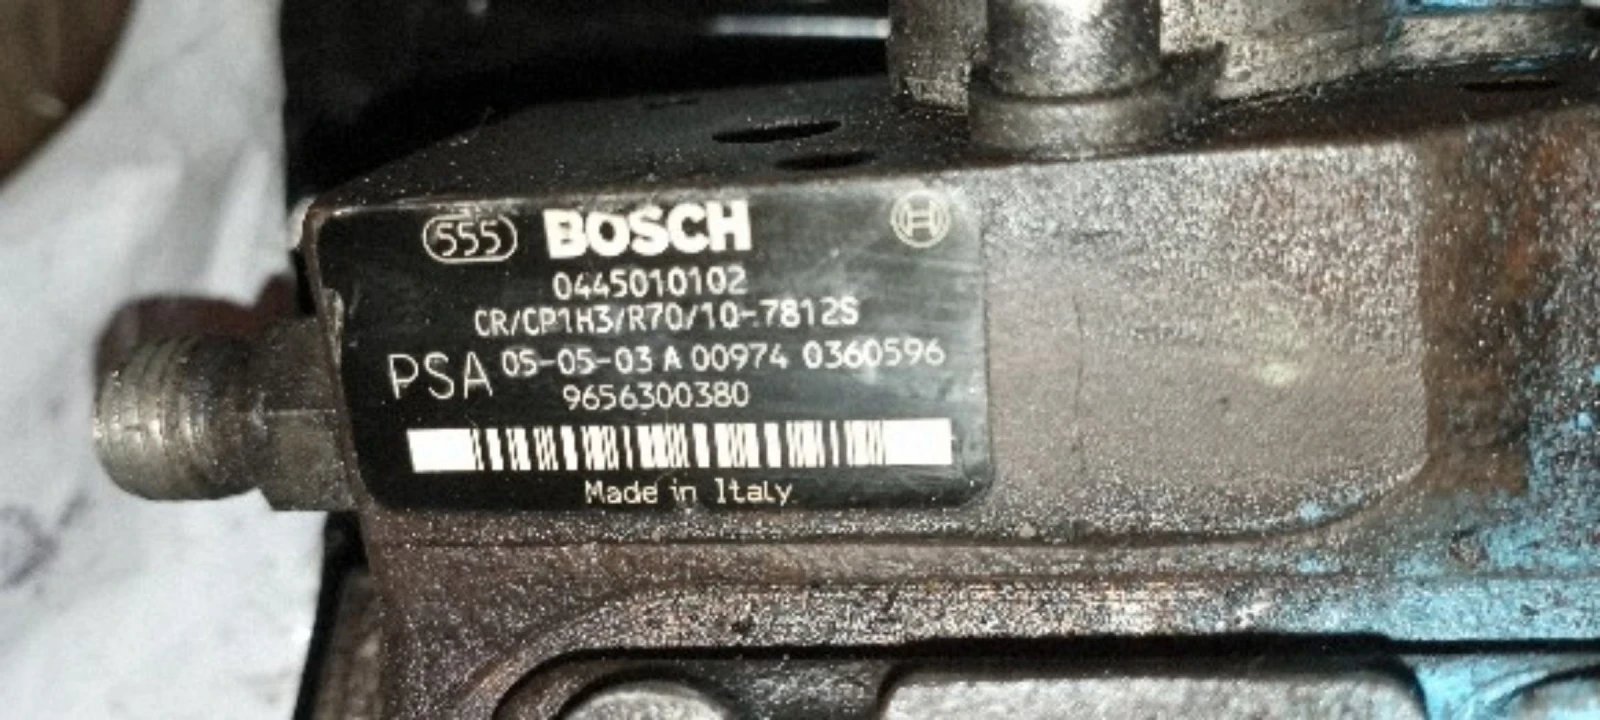 555 BOSCH
0445010102
CR/CP1H3/R70/10-7812S
PSA 05-05-03 A 00974 0360596
9656300380
Made in Italy